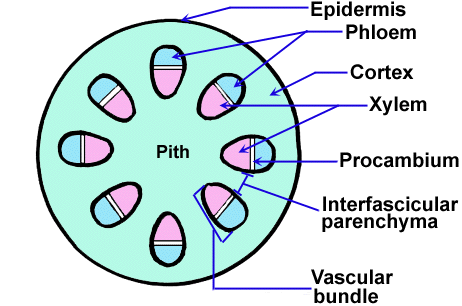 Epidermis
Phloem
Cortex
Xylem
Pith
Procambium
Interfascicular
parenchyma
Vascular
bundle